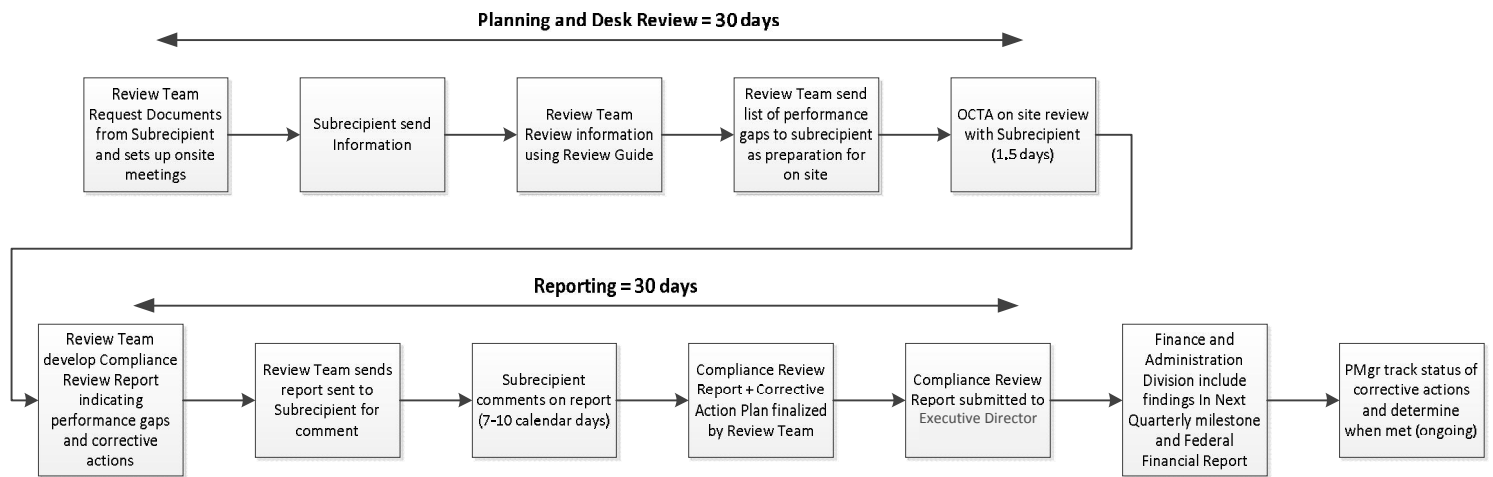 Planning and Desk Review = 30 days
Review Team
Request Documents
from Subrecipient
and sets up onsite
meetings
Subrecipient send
Information
Review Team
Review information
using Review Guide
Review Team send
list of performance
gaps to subrecipient
as preparation for
on site
OCTA on site review
with Subrecipient
(1.5 days)
Reporting = 30 days
Review Team
develop Compliance
Review Report
indicating
performance gaps
and corrective
actions
Review Team sends
report sent to
Subrecipient for
comment
Subrecipient
comments on report
(7-10 calendar days)
Compliance Review
Report + Corrective
Action Plan finalized
by Review Team
Compliance Review
Report submitted to
Executive Director
Finance and
Administration
Division include
findings In Next
Quarterly milestone
and Federal
Financial Report
PMgr track status of
corrective actions
and determine
when met (ongoing)